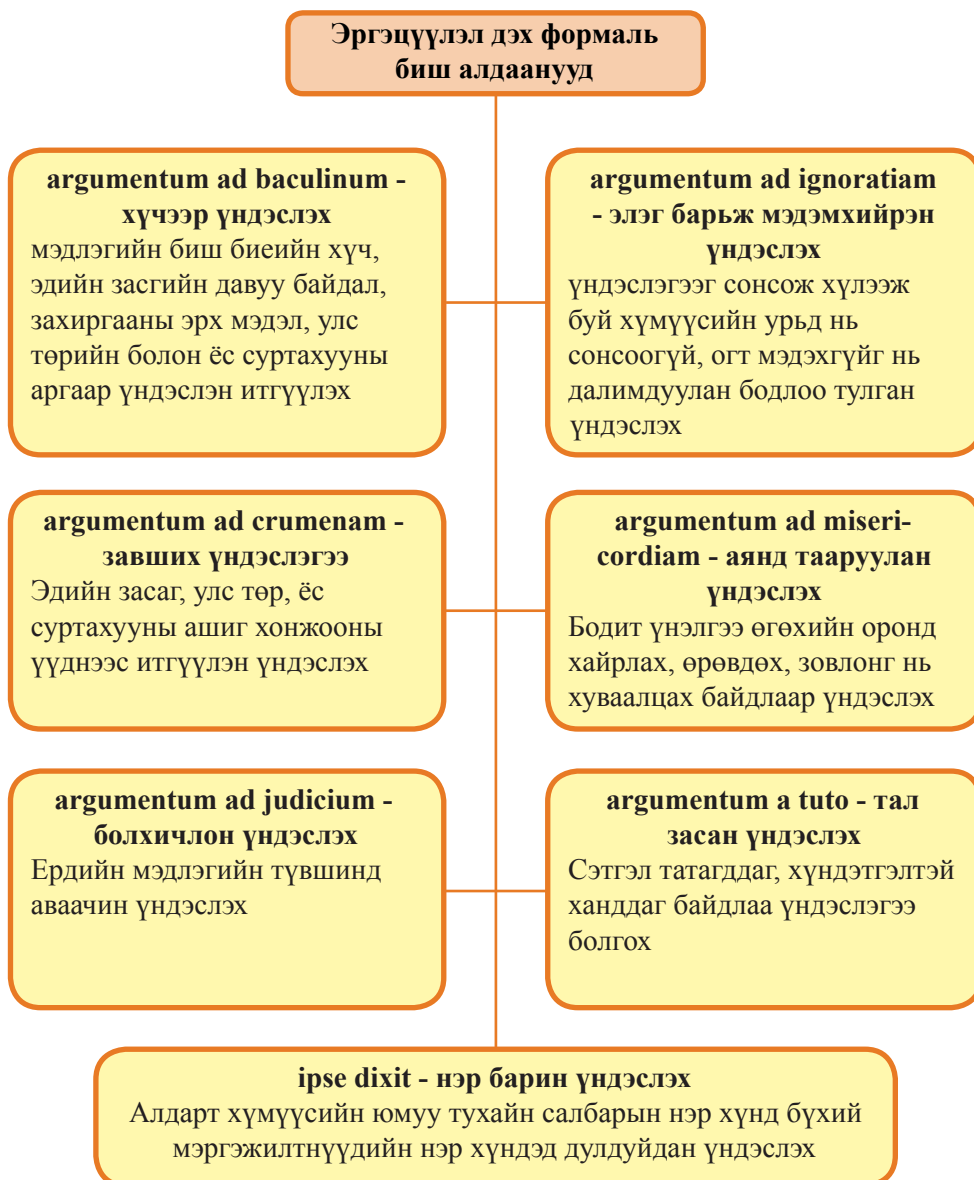 Эргэцүүлэл дэх формаль
биш алдаанууд
argumentum ad baculinum -
хүчээр үндэслэх
мэдлэгийн биш биеийн хүч,
эдийн засгийн давуу байдал,
захиргааны эрх мэдэл, улс
төрийн болон ёс суртахууны
аргаар үндэслэн итгүүлэх
argumentum ad ignoratiam
- элэг барьж мэдэмхийрэн
үндэслэх
үндэслэгээг сонсож хүлээж
буй хүмүүсийн урьд нь
сонсоогүй, огт мэдэхгүйг нь
далимдуулан бодлоо тулган
үндэслэх
argumentum ad crumenam -
завших үндэслэгээ
Эдийн засаг, улс төр, ёс
суртахууны ашиг хонжооны
үүднээс итгүүлэн үндэслэх
argumentum ad miseri-
cordiam - аянд тааруулан
үндэслэх
Бодит үнэлгээ өгөхийн оронд
хайрлах, өрөвдөх, зовлонг нь
хуваалцах байдлаар үндэслэх
argumentum ad judicium -
болхичлон үндэслэх
Ердийн мэдлэгийн түвшинд
аваачин үндэслэх
argumentum a tuto - тал
засан үндэслэх
Сэтгэл татагддаг, хүндэтгэлтэй
ханддаг байдлаа үндэслэгээ
болгох
ipse dixit - нэр барин үндэслэх
Алдарт хүмүүсийн юмуу тухайн салбарын нэр хүнд бүхий
мэргэжилтнүүдийн нэр хүндэд дулдуйдан үндэслэх